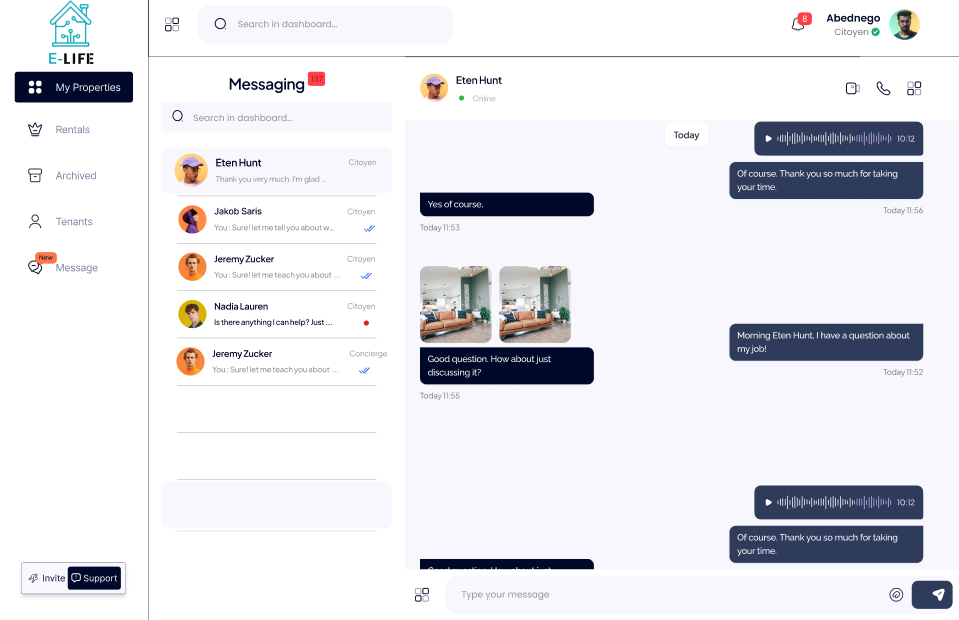 E-LIFE
My Properties
Rentals
Archived
Tenants
New
Message
Invite
Support
Search in dashboard...
8
Abednego
Citoyen
Messaging
137
Search in dashboard...
Eten Hunt
Citoyen
Thank you very much. I'm glad ...
Jakob Saris
Citoyen
You : Sure! let me tell you about w...
Jeremy Zucker
Citoyen
You : Sure! let me teach you about ...
Nadia Lauren
Citoyen
Is there anything I can help? Just ...
Jeremy Zucker
Concierge
You : Sure! let me teach you about ...
Eten Hunt
Online
Today
10:12
Of course. Thank you so much for taking
your time.
Today 11:56
Yes of course,
Today 11:53
Morning Eten Hunt, I have a question about
my job!
Today 11:52
Good question. How about just
discussing it?
Today 11:55
10:12
Of course. Thank you so much for taking
your time.
Good question. How about just
Type your message